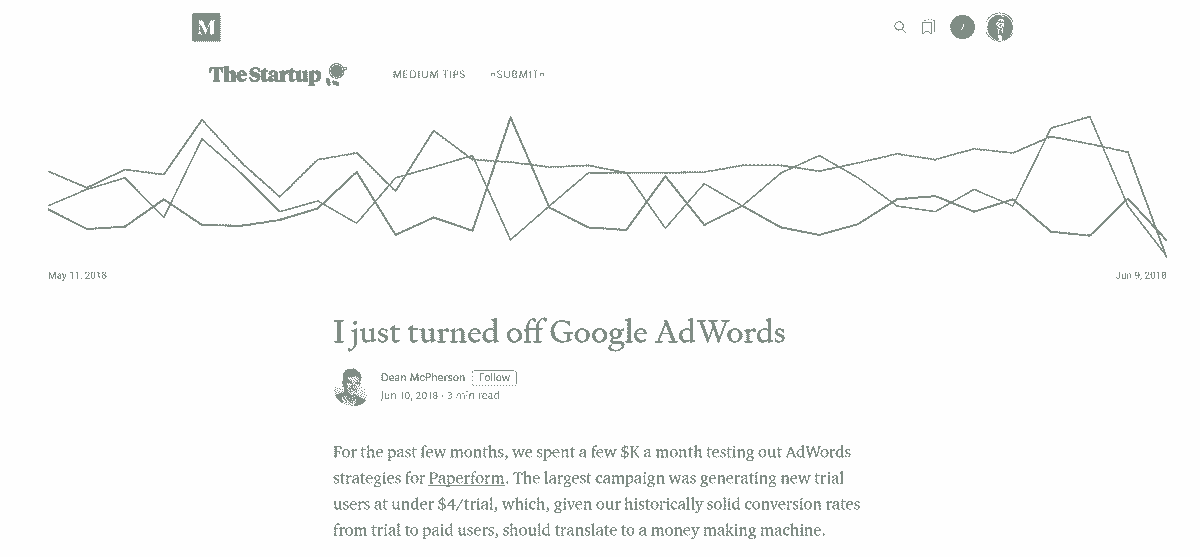 M
TheStartup
MEDIUM TIPS »SUBMIT«
May 11, 2018
Jun 9, 2018
I just turned off Google AdWords
Dean McPherson Follow
Jun 10, 2018 · 3 min read
For the past few months, we spent a few $K a month testing out AdWords
strategies for Paperform. The largest campaign was generating new trial
users at under $4/trial, which, given our historically solid conversion rates
from trial to paid users, should translate to a money making machine.